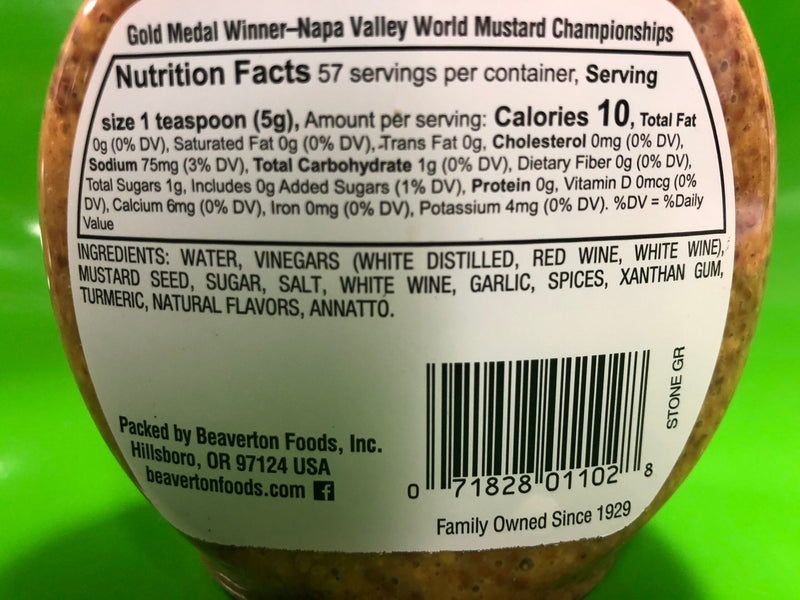 Gold Medal Winner–Napa Valley World Mustard Championships
Nutrition Facts 57 servings per container, Serving
size 1 teaspoon (5g), Amount per serving: Calories 10, Total Fat
0g (0% DV), Saturated Fat 0g (0% DV), Trans Fat 0g, Cholesterol 0mg (0% DV),
Sodium 75mg (3% DV), Total Carbohydrate 1g (0% DV), Dietary Fiber 0g (0% DV),
Total Sugars 1g, Includes 0g Added Sugars (1% DV), Protein 0g, Vitamin D 0mcg (0%
DV), Calcium 6mg (0% DV), Iron 0mg (0% DV), Potassium 4mg (0% DV). %DV = %Daily
Value
INGREDIENTS: WATER, VINEGARS (WHITE DISTILLED, RED WINE, WHITE WINE),
MUSTARD SEED, SUGAR, SALT, WHITE WINE, GARLIC, SPICES, XANTHAN GUM,
TURMERIC, NATURAL FLAVORS, ANNATTO.
Packed by Beaverton Foods, Inc.
Hillsboro, OR 97124 USA
beavertonfoods.com f
STONE GR
0 71828 01102 8
Family Owned Since 1929